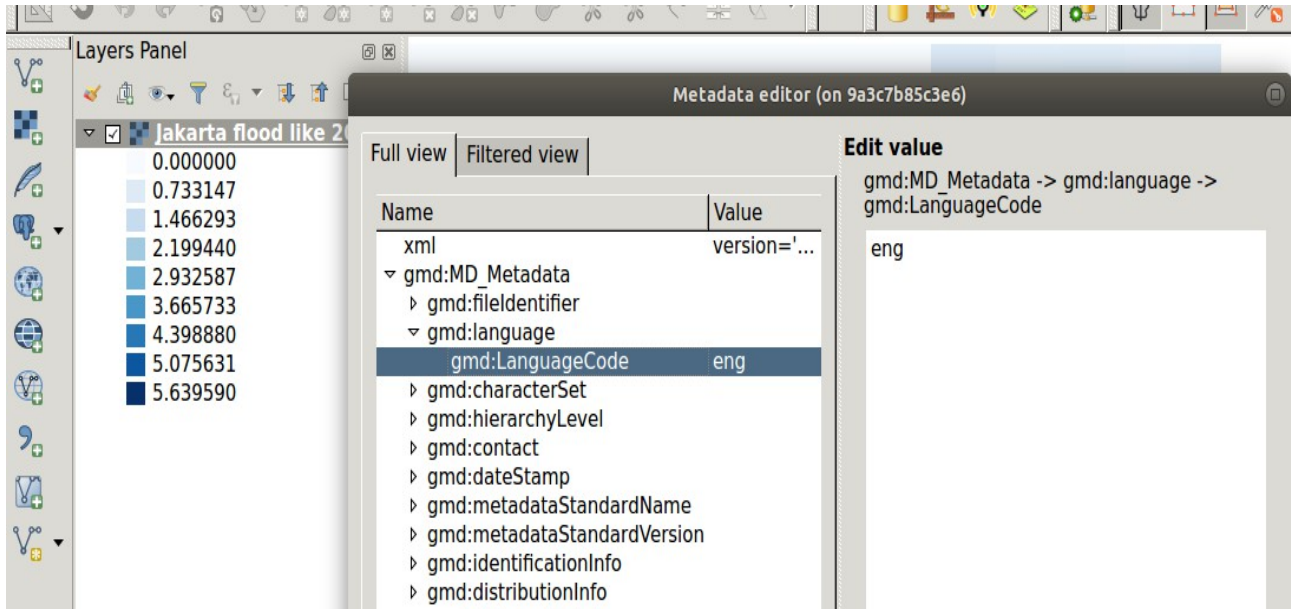 Layers Panel
Jakarta flood like 20
0.000000
0.733147
1.466293
2.199440
2.932587
3.665733
4.398880
5.075631
5.639590
Metadata editor (on 9a3c7b85c3e6)
Full view
Filtered view
Name Value
xml version='...
gmd:MD_Metadata
gmd:fileIdentifier
gmd:language
gmd:LanguageCode eng
gmd:characterSet
gmd:hierarchyLevel
gmd:contact
gmd:dateStamp
gmd:metadataStandardName
gmd:metadataStandardVersion
gmd:identificationInfo
gmd:distributionInfo
Edit value
gmd:MD_Metadata -> gmd:language ->
gmd:LanguageCode
eng